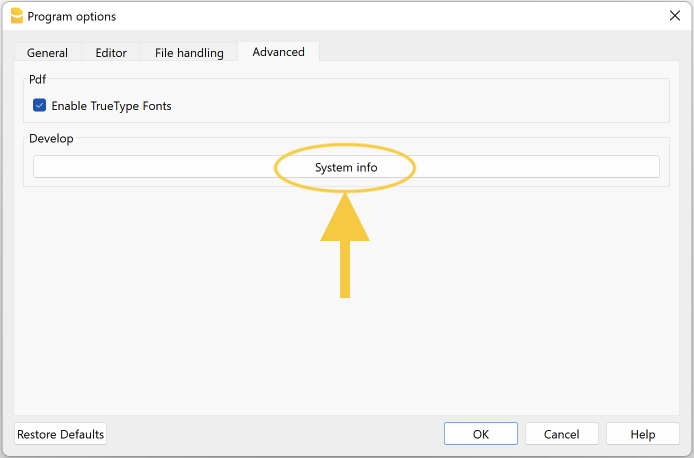 Program options
General Editor File handling Advanced
Pdf
Enable TrueType Fonts
Develop
System info
Restore Defaults OK Cancel Help